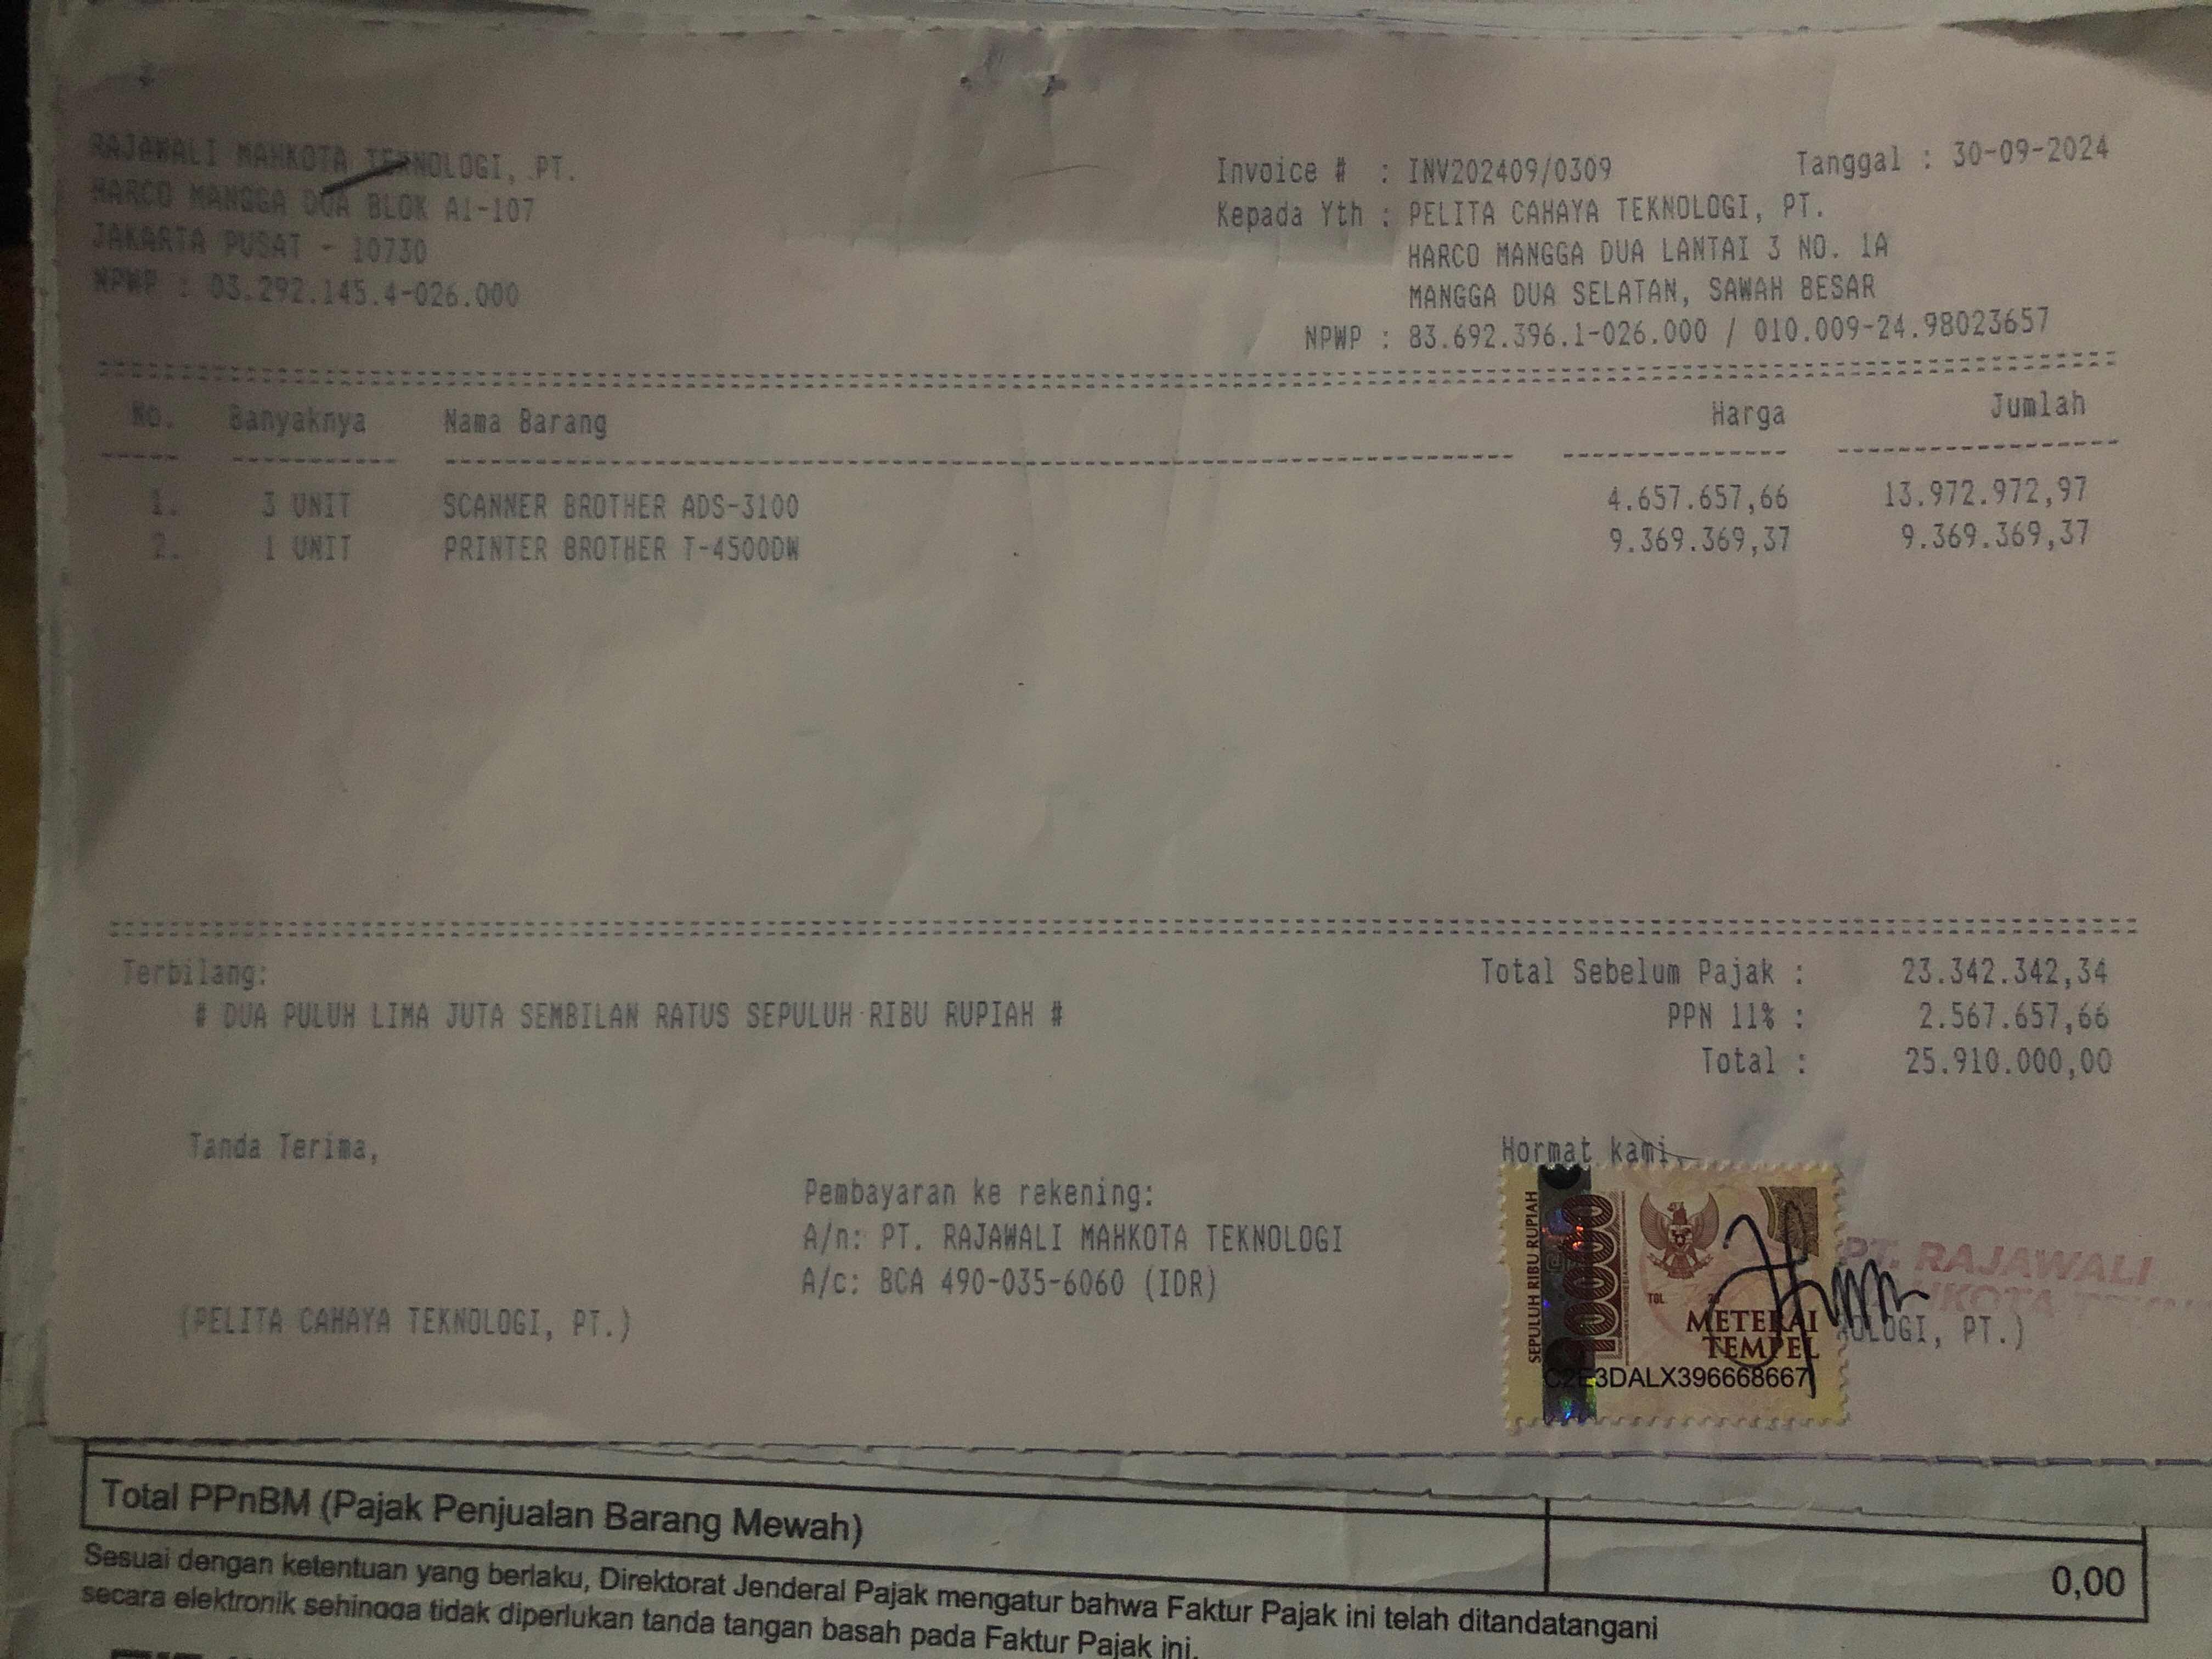 RAJAWALI MAHKOTA TEKNOLOGI, PT.
HARCO MANGGA DUA BLOK A1-107
JAKARTA PUSAT - 10730
NPWP : 03.292.145.4-026.000
Invoice # : INV202409/0309 Tanggal : 30-09-2024
Kepada Yth : PELITA CAHAYA TEKNOLOGI, PT.
HARCO MANGGA DUA LANTAI 3 NO. 1A
MANGGA DUA SELATAN, SAWAH BESAR
NPWP : 83.692.396.1-026.000 / 010.009-24.98023657
No. Banyaknya Nama Barang Harga Jumlah
1. 3 UNIT SCANNER BROTHER ADS-3100 4.657.657,66 13.972.972,97
2. 1 UNIT PRINTER BROTHER T-4500DW 9.369.369,37 9.369.369,37
Terbilang:
# DUA PULUH LIMA JUTA SEMBILAN RATUS SEPULUH RIBU RUPIAH #
Total Sebelum Pajak : 23.342.342,34
PPN 11% : 2.567.657,66
Total : 25.910.000,00
Tanda Terima,
(PELITA CAHAYA TEKNOLOGI, PT.)
Pembayaran ke rekening:
A/n: PT. RAJAWALI MAHKOTA TEKNOLOGI
A/c: BCA 490-035-6060 (IDR)
Hormat kami,
SEPULUH RIBU RUPIAH
10000
TGL. 20
METERAI
TEMPEL
C2E3DALX396668667
PT. RAJAWALI
OLOGI, PT.)
Total PPnBM (Pajak Penjualan Barang Mewah) 0,00
Sesuai dengan ketentuan yang berlaku, Direktorat Jenderal Pajak mengatur bahwa Faktur Pajak ini telah ditandatangani
secara elektronik sehingga tidak diperlukan tanda tangan basah pada Faktur Pajak ini.